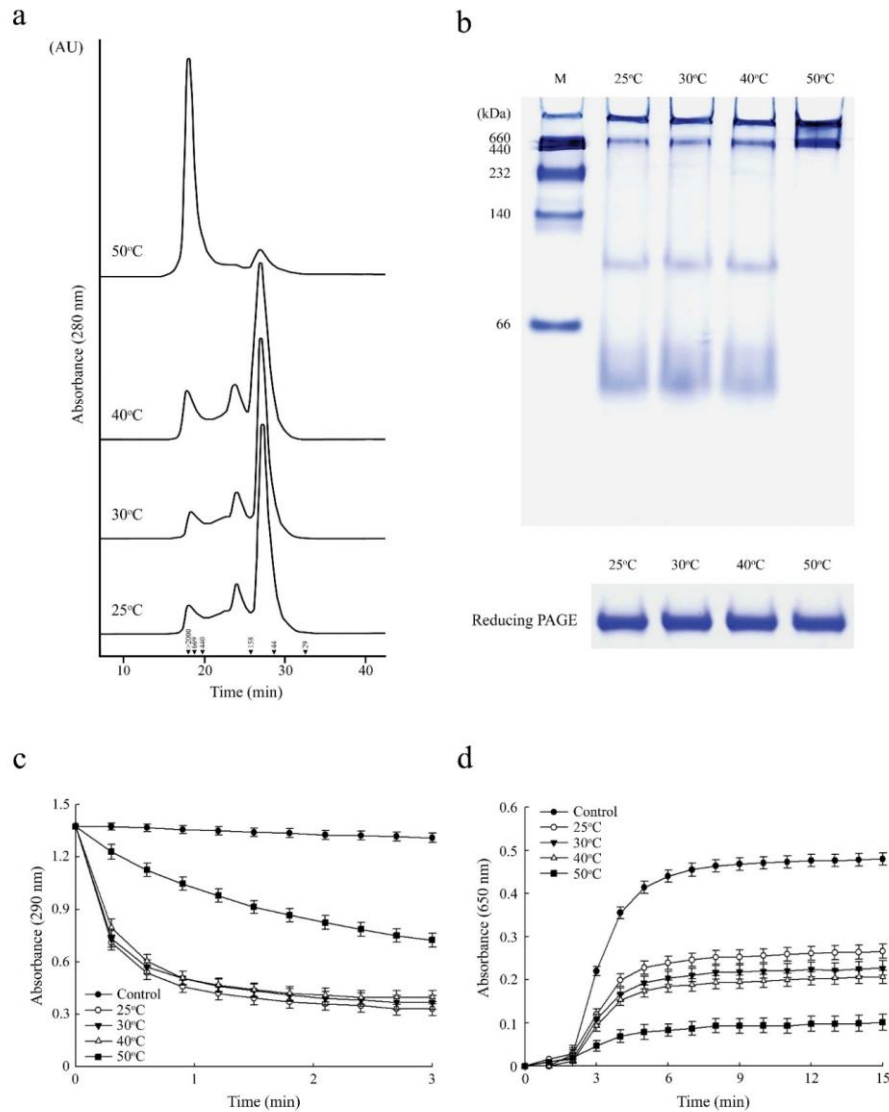 a
(AU)
50°C
40°C
30°C
25°C
>2000
669
440
158
44
29
10 20 30 40
Time (min)
Absorbance (280 nm)
b
M 25°C 30°C 40°C 50°C
(kDa)
660
440
232
140
66
25°C 30°C 40°C 50°C
Reducing PAGE
c
1.5
1.2
0.9
0.6
0.3
0
Absorbance (290 nm)
Control
25°C
30°C
40°C
50°C
0 1 2 3
Time (min)
d
0.6
0.5
0.4
0.3
0.2
0.1
0
Absorbance (650 nm)
Control
25°C
30°C
40°C
50°C
0 3 6 9 12 15
Time (min)